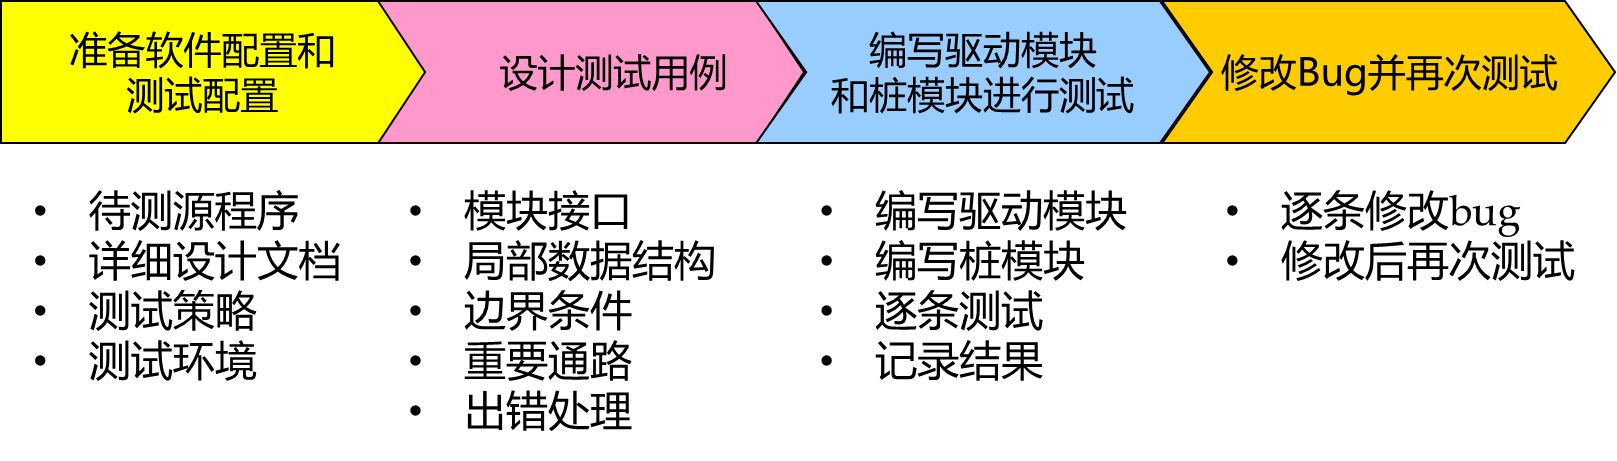 准备软件配置和
测试配置
设计测试用例
编写驱动模块
和桩模块进行测试
修改Bug并再次测试
• 待测源程序
• 详细设计文档
• 测试策略
• 测试环境
• 模块接口
• 局部数据结构
• 边界条件
• 重要通路
• 出错处理
• 编写驱动模块
• 编写桩模块
• 逐条测试
• 记录结果
• 逐条修改bug
• 修改后再次测试